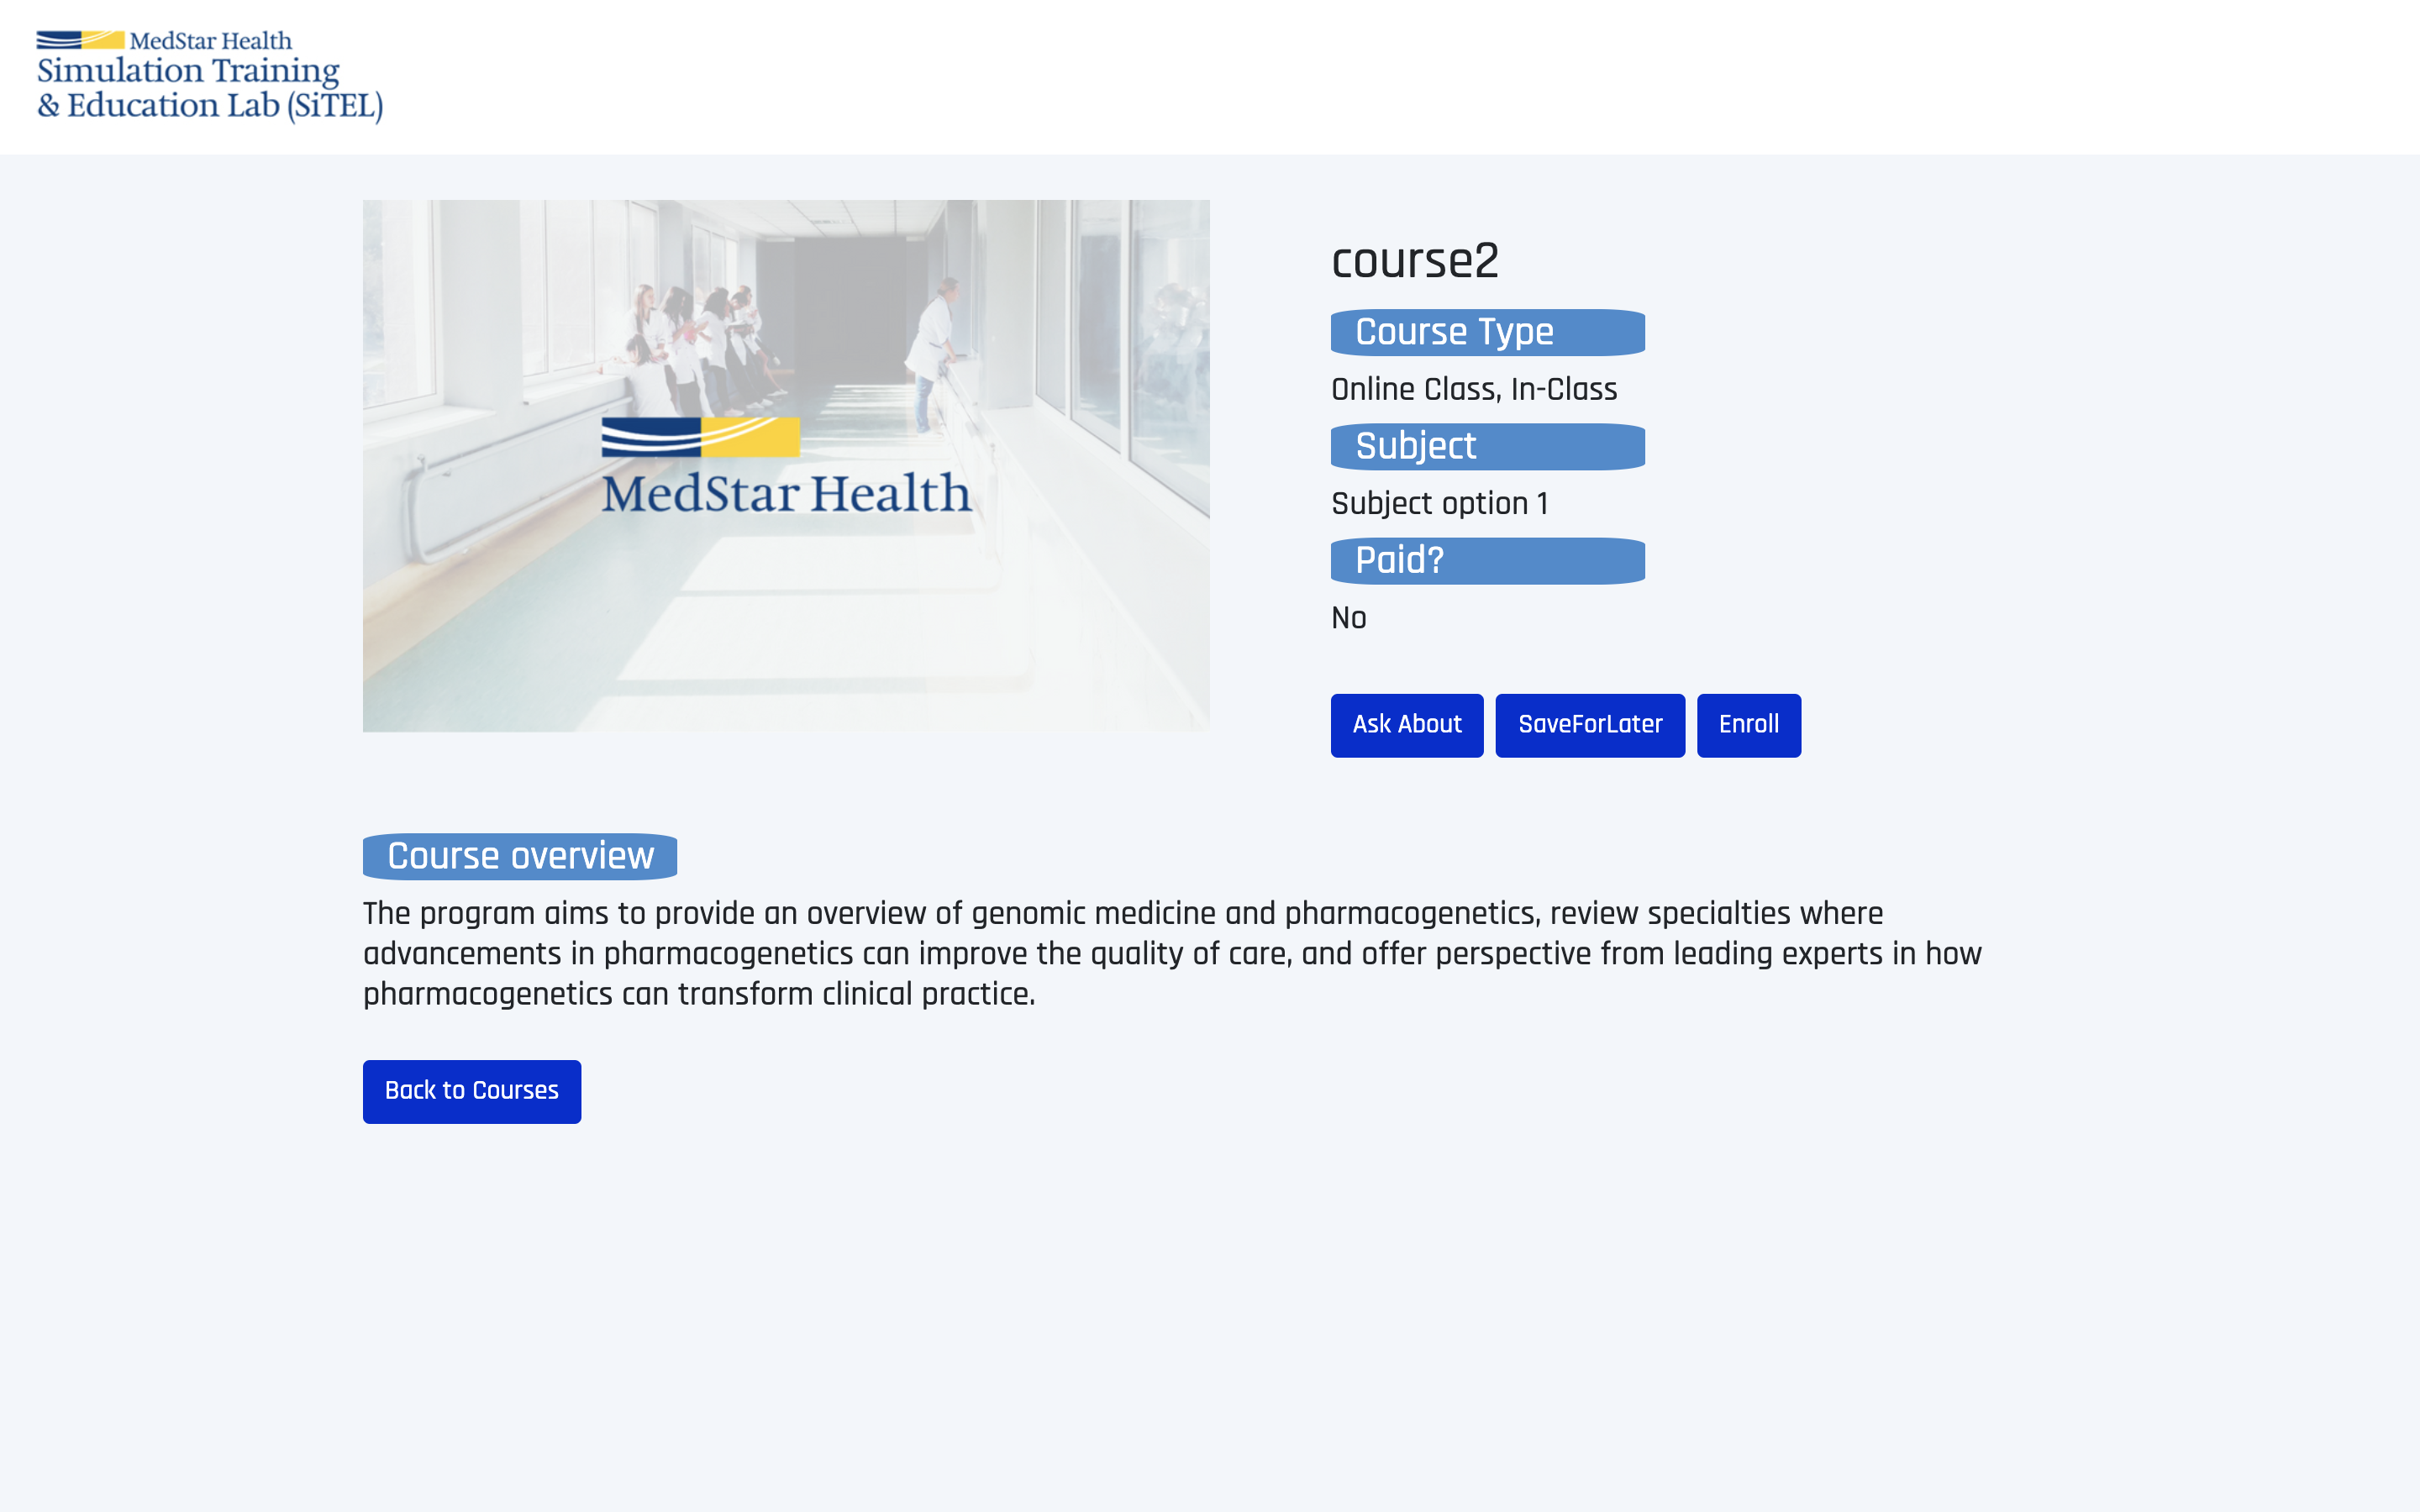 MedStar Health
Simulation Training
& Education Lab (SiTEL)
MedStar Health
course2
Course Type
Online Class, In-Class
Subject
Subject option 1
Paid?
No
Ask About SaveForLater Enroll
Course overview
The program aims to provide an overview of genomic medicine and pharmacogenetics, review specialties where
advancements in pharmacogenetics can improve the quality of care, and offer perspective from leading experts in how
pharmacogenetics can transform clinical practice.
Back to Courses